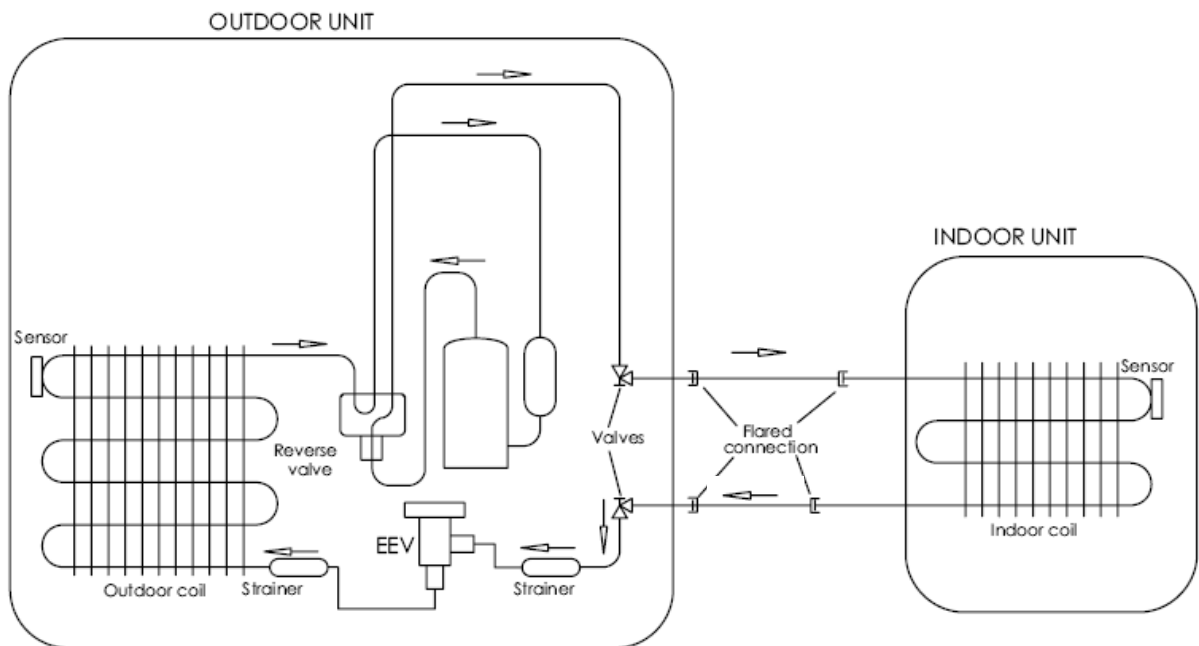 OUTDOOR UNIT
INDOOR UNIT
Sensor
Sensor
Reverse
valve
Valves
Flared
connection
EEV
Indoor coil
Outdoor coil
Strainer
Strainer